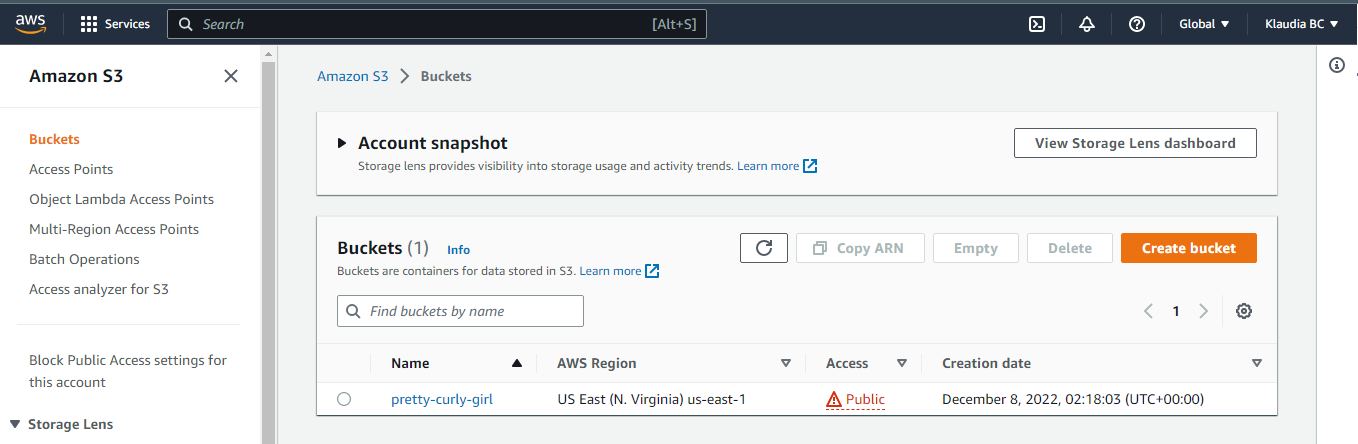 aws Services Search [Alt+S] Global Klaudia BC
Amazon S3
Buckets
Access Points
Object Lambda Access Points
Multi-Region Access Points
Batch Operations
Access analyzer for S3
Block Public Access settings for
this account
Storage Lens
Amazon S3 > Buckets
Account snapshot
View Storage Lens dashboard
Storage lens provides visibility into storage usage and activity trends. Learn more
Buckets (1) Info
Copy ARN Empty Delete Create bucket
Buckets are containers for data stored in S3. Learn more
Find buckets by name
1
Name AWS Region Access Creation date
pretty-curly-girl US East (N. Virginia) us-east-1 Public December 8, 2022, 02:18:03 (UTC+00:00)